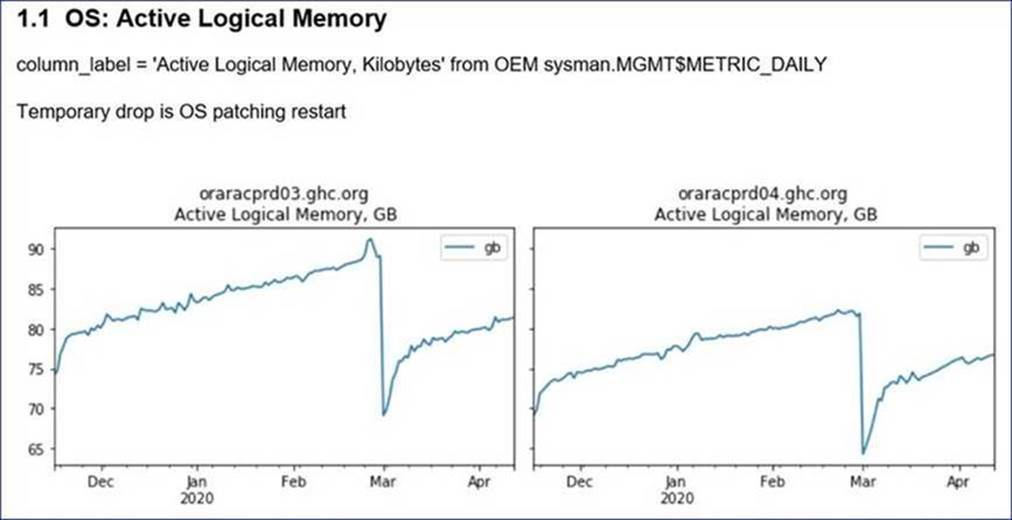 1.1 OS: Active Logical Memory
column_label = 'Active Logical Memory, Kilobytes' from OEM sysman.MGMT$METRIC_DAILY
Temporary drop is OS patching restart
oraracprd03.ghc.org
Active Logical Memory, GB
gb
90
85
80
75
70
65
Dec
Jan
2020
Feb
Mar
Apr
oraracprd04.ghc.org
Active Logical Memory, GB
gb
Dec
Jan
2020
Feb
Mar
Apr